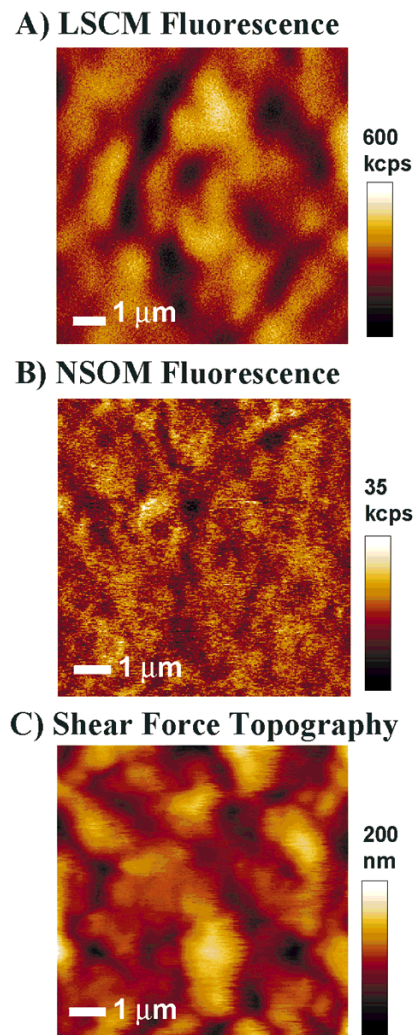 A) LSCM Fluorescence
600
kcps
1 μm
B) NSOM Fluorescence
35
kcps
1 μm
C) Shear Force Topography
200
nm
1 μm